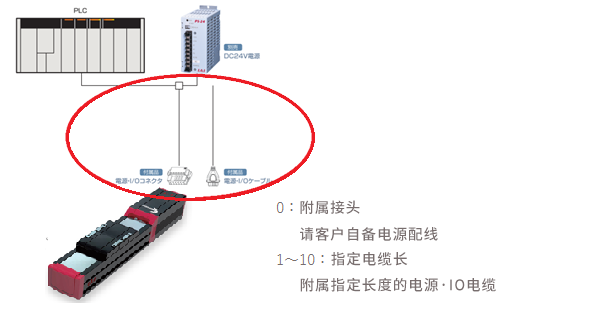 PLC
別売
DC24V電源
付属品
電源・I/Oコネクタ
付属品
電源・I/Oケーブル
0：附属接头
请客户自备电源配线
1～10：指定电缆长
附属指定长度的电源·IO电缆